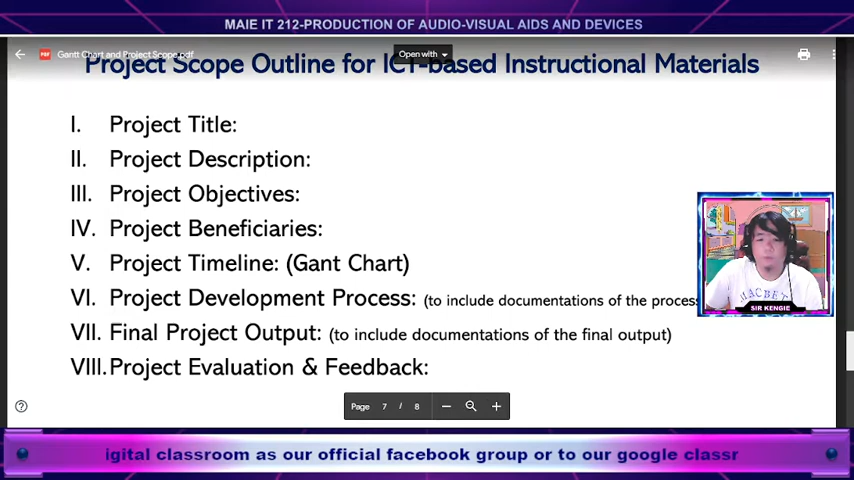 MAIE IT 212-PRODUCTION OF AUDIO-VISUAL AIDS AND DEVICES
PDF Gantt Chart and Project Scope.pdf
Open with
Project Scope Outline for ICT-based Instructional Materials
I. Project Title:
II. Project Description:
III. Project Objectives:
IV. Project Beneficiaries:
V. Project Timeline: (Gant Chart)
VI. Project Development Process: (to include documentations of the process
VII. Final Project Output: (to include documentations of the final output)
VIII. Project Evaluation & Feedback:
MACBET
SIR KENGIE
Page 7 / 8
igital classroom as our official facebook group or to our google classr